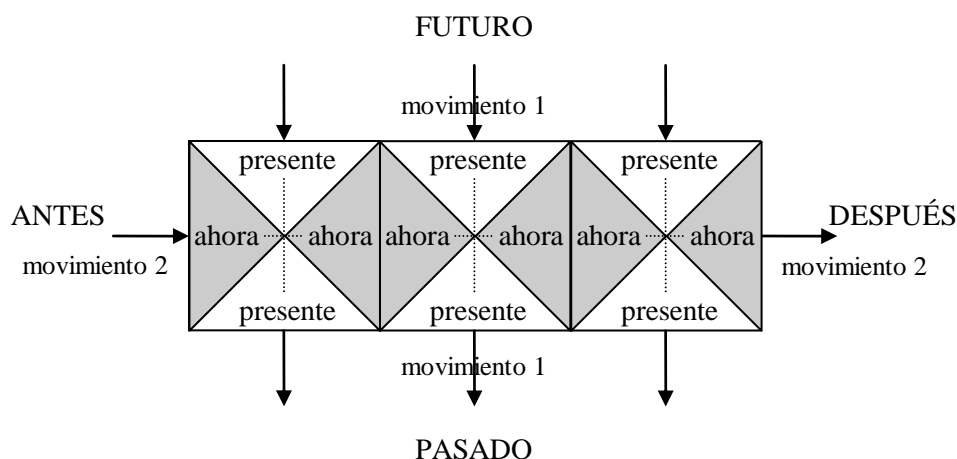 FUTURO
movimiento 1
presente presente presente
ANTES ahora ahora ahora ahora ahora ahora DESPUÉS
movimiento 2 movimiento 2
presente presente presente
movimiento 1
PASADO